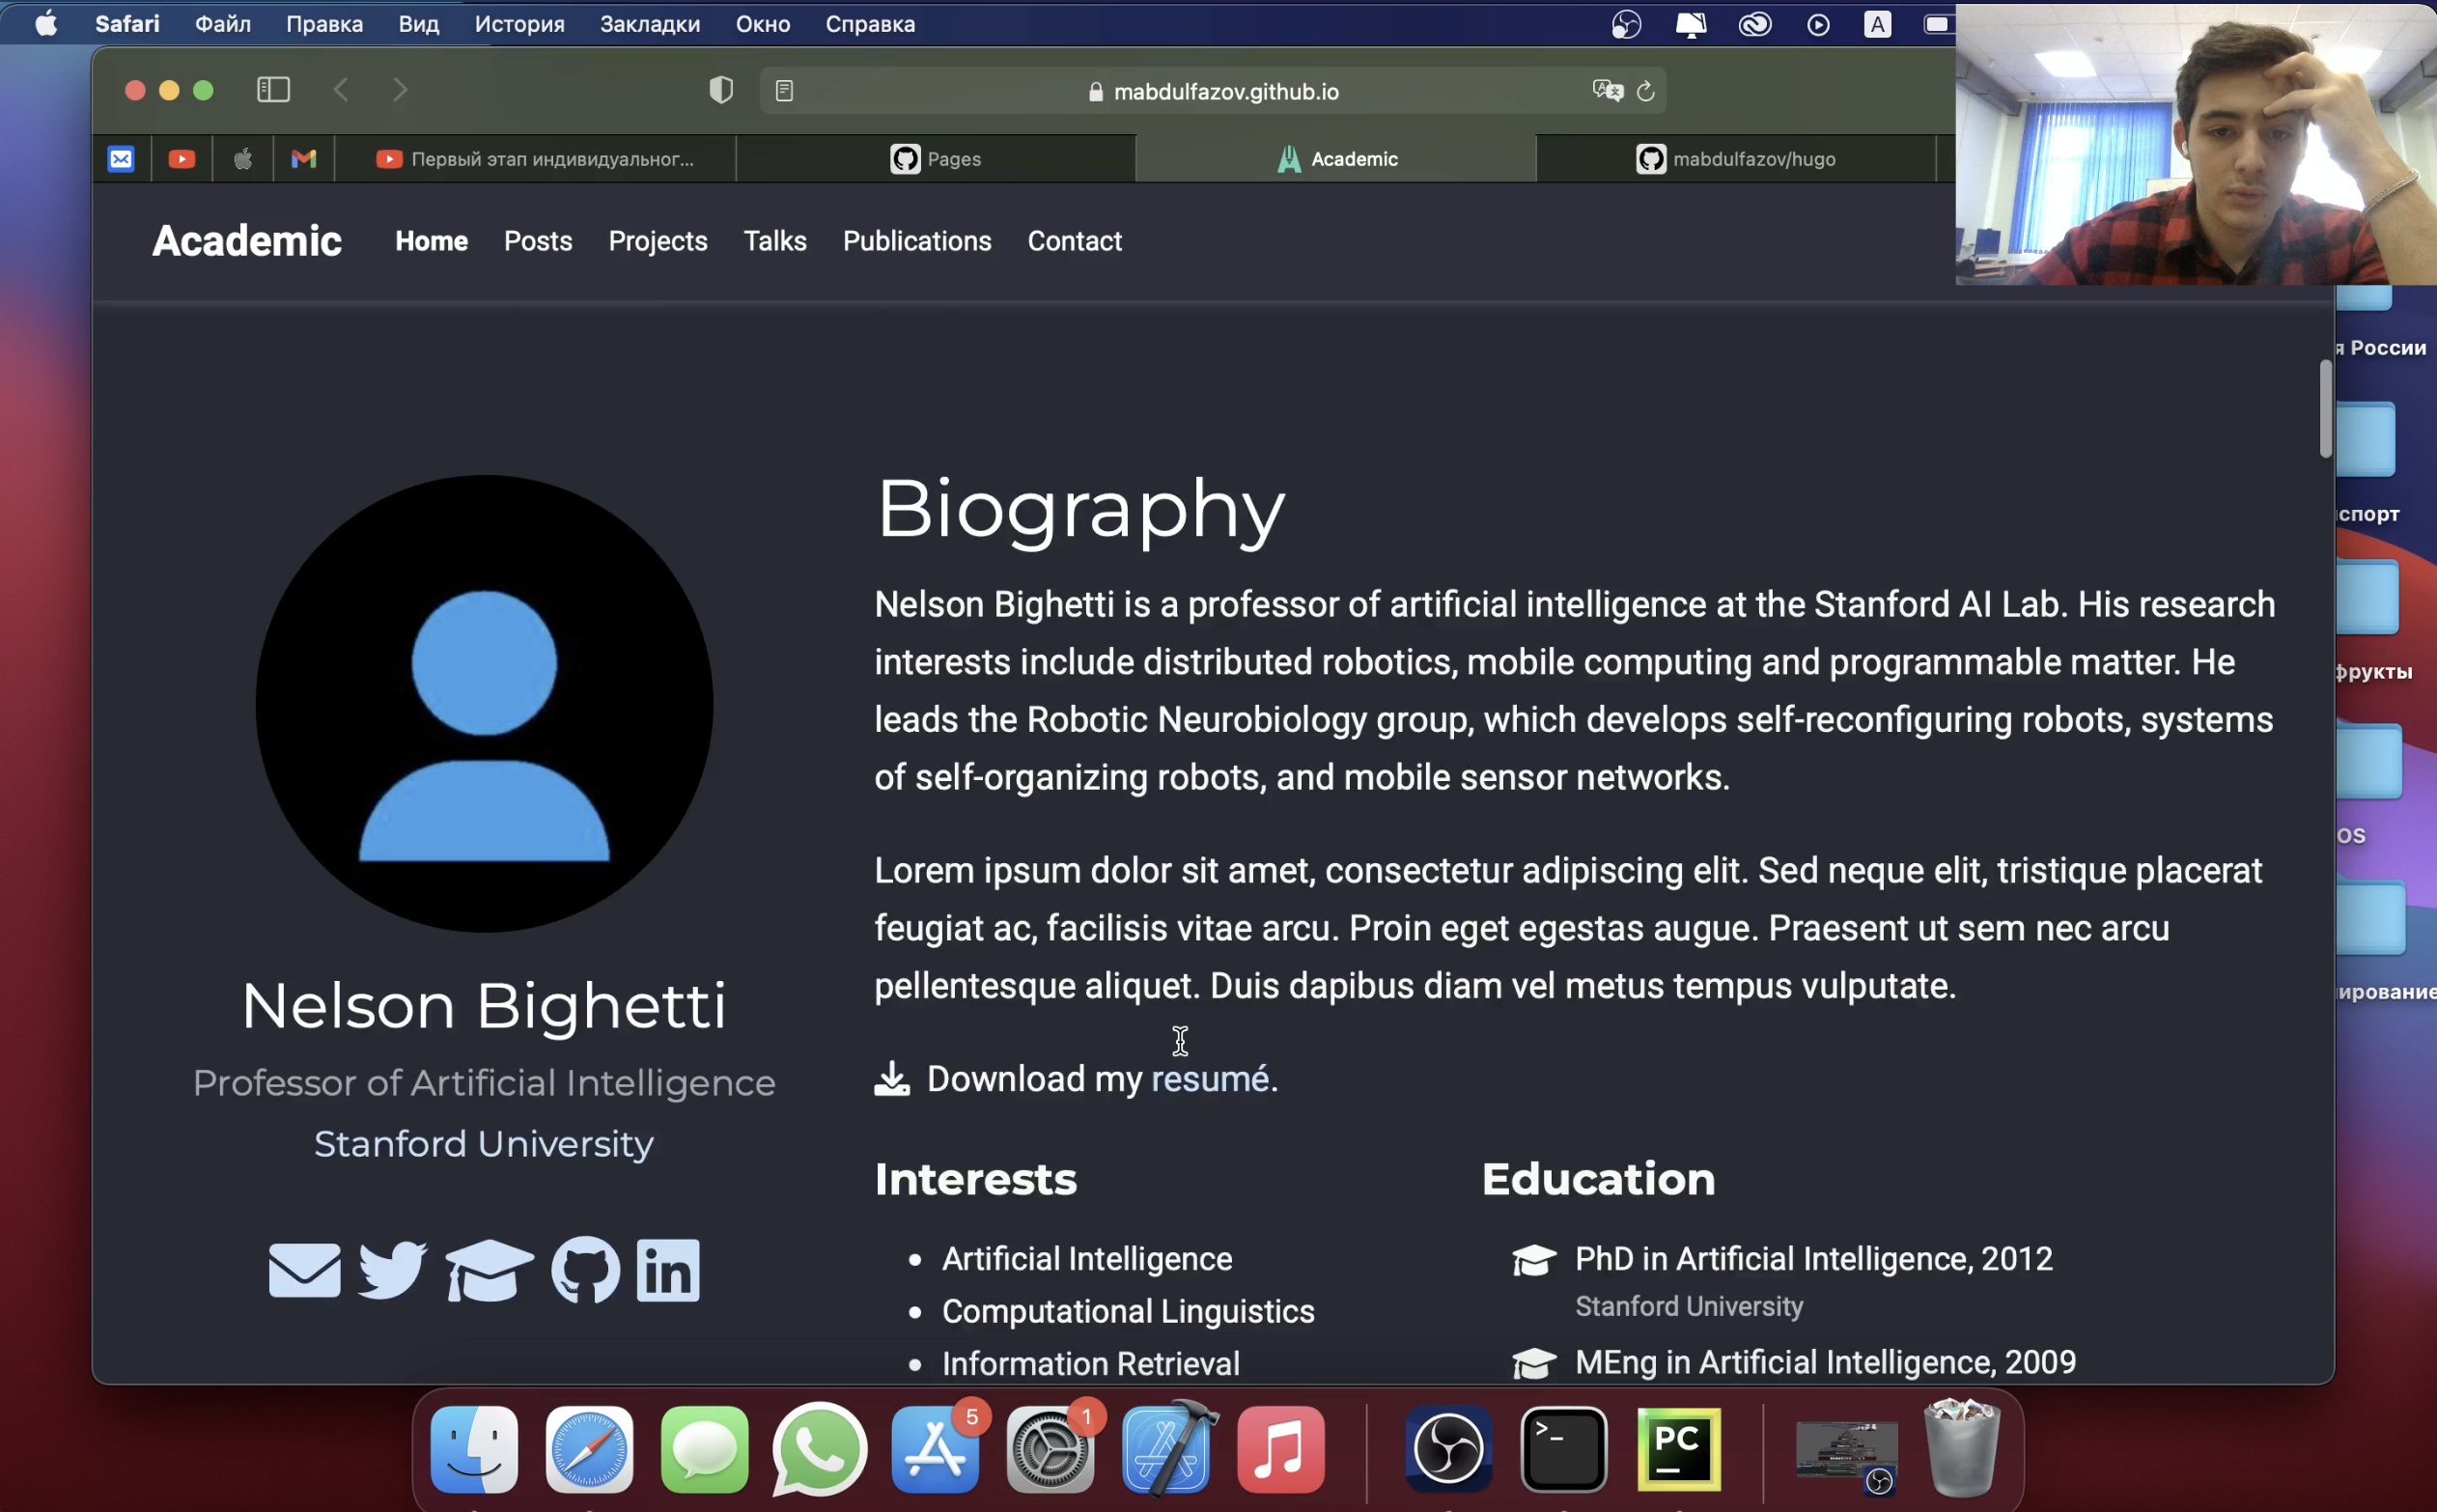 Safari Файл Правка Вид История Закладки Окно Справка
A
mabdulfazov.github.io
Первый этап индивидуальног...
Pages
Academic
mabdulfazov/hugo
Academic Home Posts Projects Talks Publications Contact
я России
спорт
фрукты
OS
ирование
Biography
Nelson Bighetti is a professor of artificial intelligence at the Stanford AI Lab. His research
interests include distributed robotics, mobile computing and programmable matter. He
leads the Robotic Neurobiology group, which develops self-reconfiguring robots, systems
of self-organizing robots, and mobile sensor networks.
Lorem ipsum dolor sit amet, consectetur adipiscing elit. Sed neque elit, tristique placerat
feugiat ac, facilisis vitae arcu. Proin eget egestas augue. Praesent ut sem nec arcu
pellentesque aliquet. Duis dapibus diam vel metus tempus vulputate.
Download my resumé.
Nelson Bighetti
Professor of Artificial Intelligence
Stanford University
Interests
Artificial Intelligence
Computational Linguistics
Information Retrieval
Education
PhD in Artificial Intelligence, 2012
Stanford University
MEng in Artificial Intelligence, 2009
5
1
>_
PC